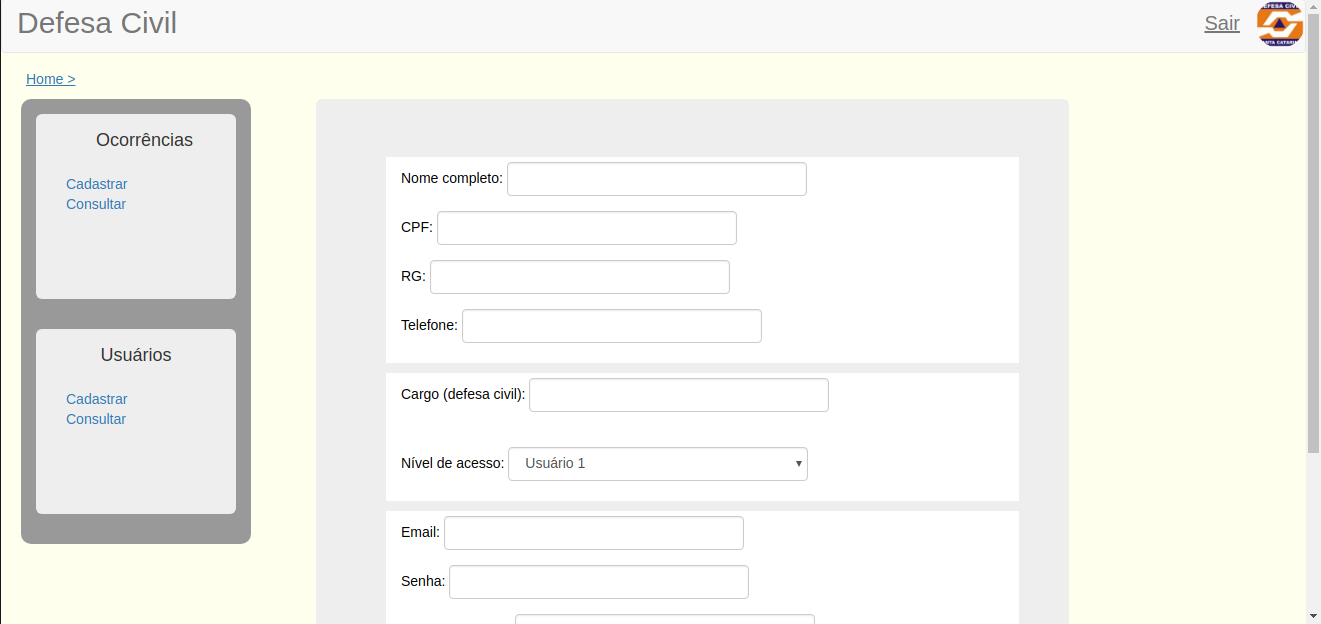 Defesa Civil
Sair
Home >
Ocorrências
Cadastrar
Consultar
Usuários
Cadastrar
Consultar
Nome completo:
CPF:
RG:
Telefone:
Cargo (defesa civil):
Nível de acesso: Usuário 1
Email:
Senha: